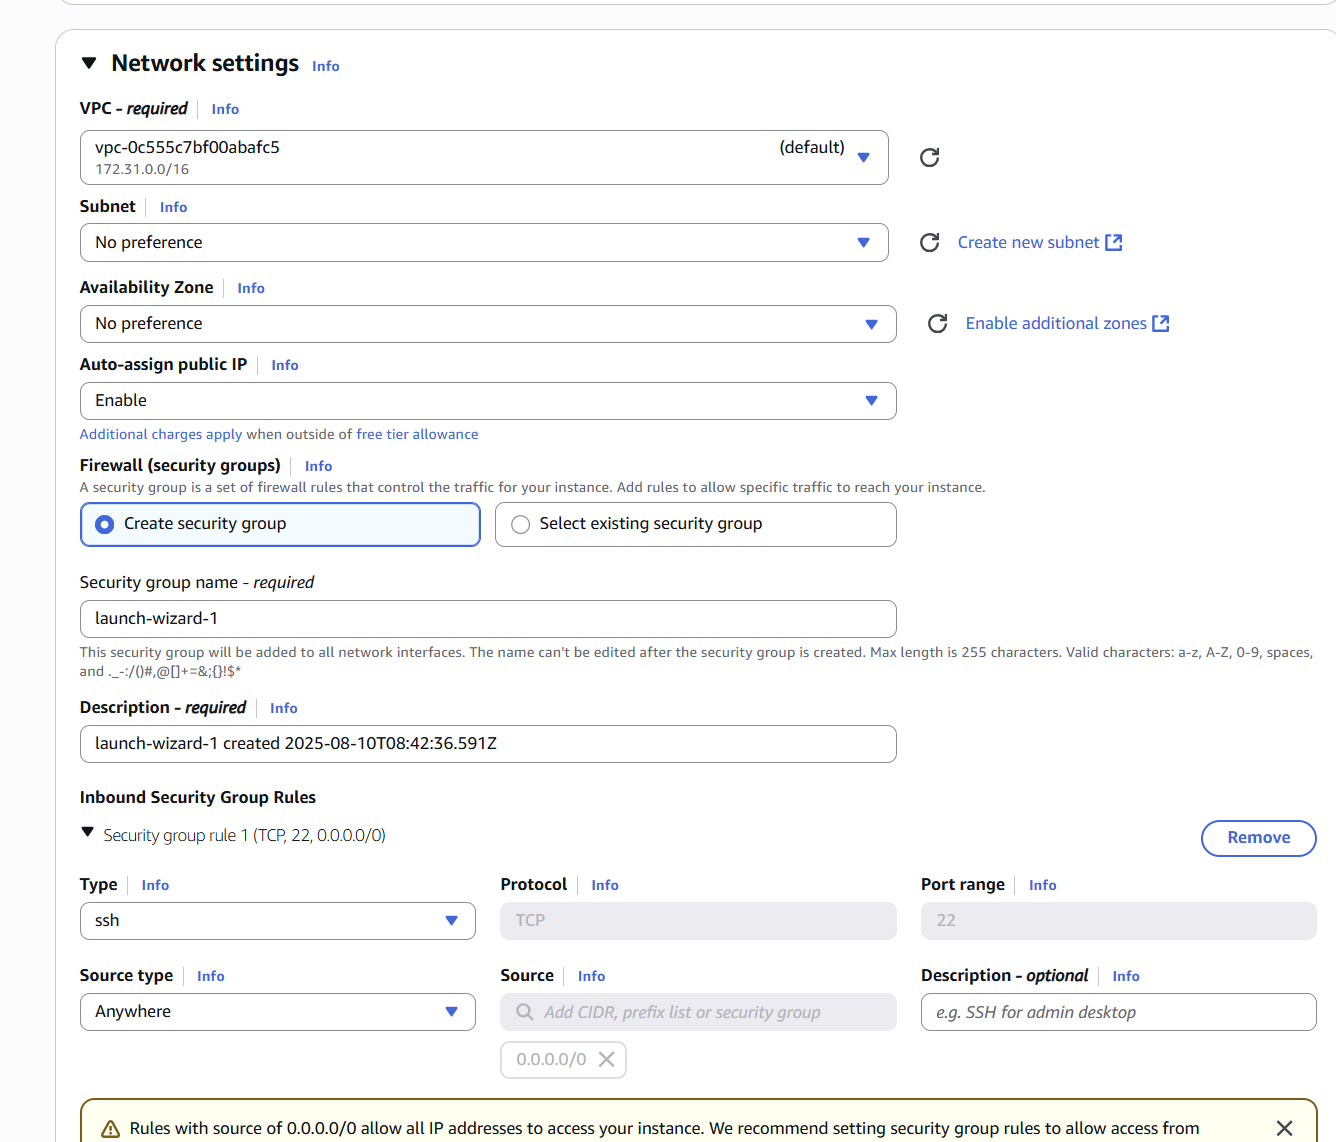 Network settings Info
VPC - required Info
vpc-0c555c7bf00abafc5 (default)
172.31.0.0/16
Subnet Info
No preference
Create new subnet
Availability Zone Info
No preference
Enable additional zones
Auto-assign public IP Info
Enable
Additional charges apply when outside of free tier allowance
Firewall (security groups) Info
A security group is a set of firewall rules that control the traffic for your instance. Add rules to allow specific traffic to reach your instance.
Create security group
Select existing security group
Security group name - required
launch-wizard-1
This security group will be added to all network interfaces. The name can't be edited after the security group is created. Max length is 255 characters. Valid characters: a-z, A-Z, 0-9, spaces,
and ._-:/()#,@[]+=&;{}!$*
Description - required Info
launch-wizard-1 created 2025-08-10T08:42:36.591Z
Inbound Security Group Rules
Security group rule 1 (TCP, 22, 0.0.0.0/0)
Remove
Type Info
Protocol Info
Port range Info
ssh
TCP
22
Source type Info
Source Info
Description - optional Info
Anywhere
Add CIDR, prefix list or security group
e.g. SSH for admin desktop
0.0.0.0/0
Rules with source of 0.0.0.0/0 allow all IP addresses to access your instance. We recommend setting security group rules to allow access from